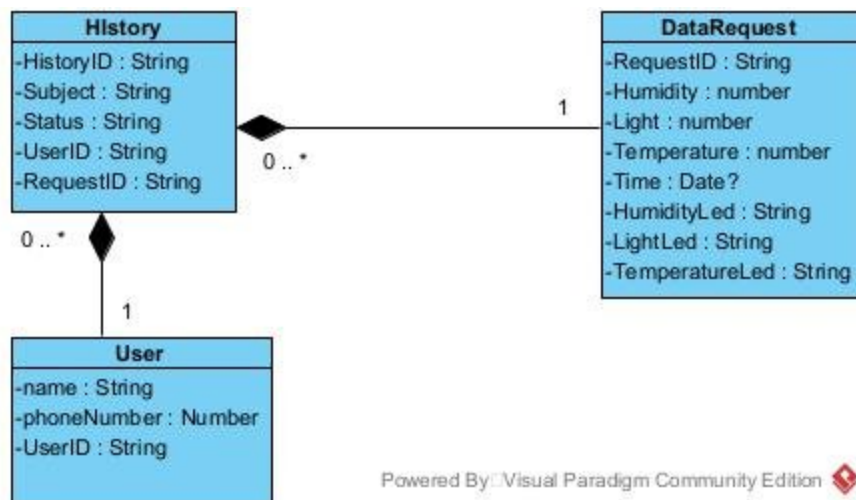 HIstory
-HistoryID : String
-Subject : String
-Status : String
-UserID : String
-RequestID : String
DataRequest
-RequestID : String
-Humidity : number
-Light : number
-Temperature : number
-Time : Date?
-HumidityLed : String
-LightLed : String
-TemperatureLed : String
1
0 .. *
0 .. *
1
User
-name : String
-phoneNumber : Number
-UserID : String
Powered By Visual Paradigm Community Edition